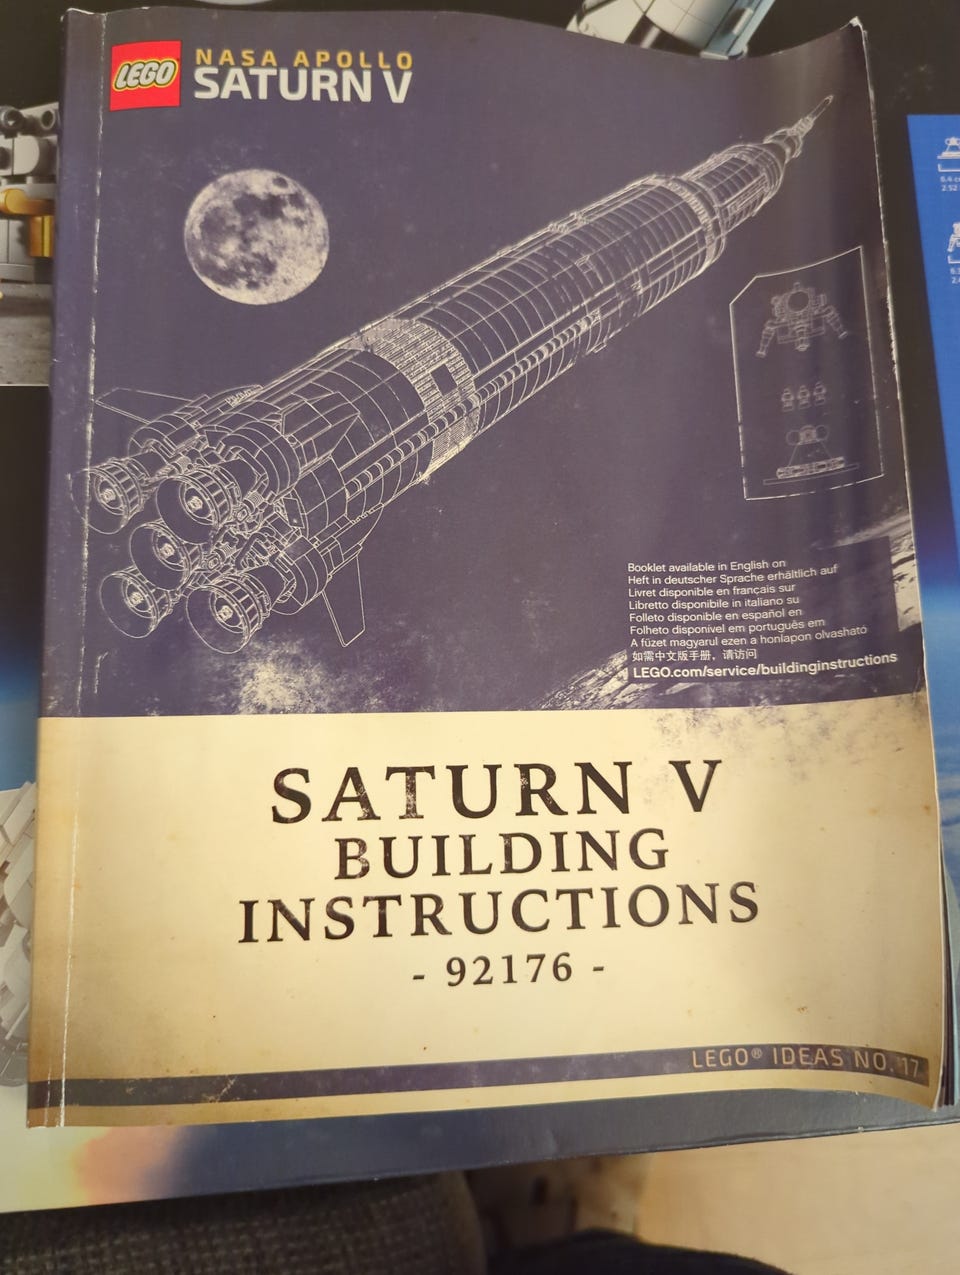 LEGO
NASA APOLLO
SATURN V
Booklet available in English on
Heft in deutscher Sprache erhältlich auf
Livret disponible en français sur
Libretto disponibile in italiano su
Folleto disponible en español en
Folheto disponível em português em
A füzet magyarul ezen a honlapon olvasható
如需中文版手册，请访问
LEGO.com/service/buildinginstructions
SATURN V
BUILDING
INSTRUCTIONS
- 92176 -
LEGO® IDEAS NO. 17